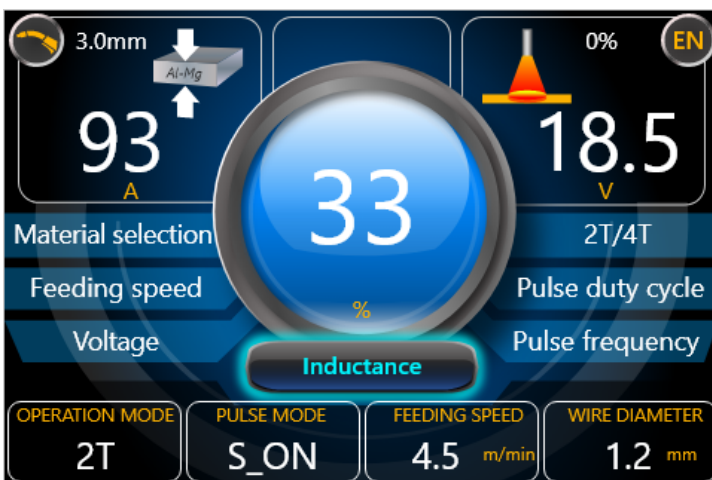 3.0mm
Al-Mg
93
A
0%
EN
18.5
V
33
%
Material selection
Feeding speed
Voltage
2T/4T
Pulse duty cycle
Pulse frequency
Inductance
OPERATION MODE
2T
PULSE MODE
S_ON
FEEDING SPEED
4.5 m/min
WIRE DIAMETER
1.2 mm